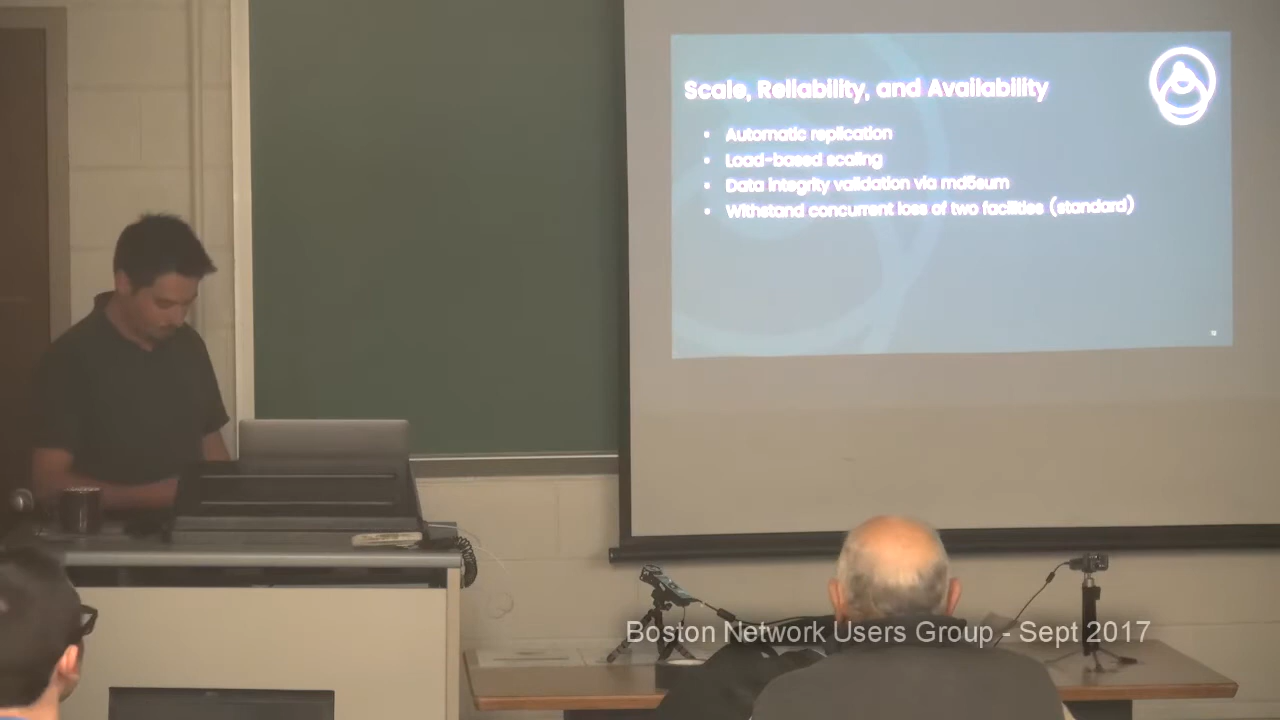 Scale, Reliability, and Availability
• Automatic replication
• Load-based scaling
• Data integrity validation via md5sum
• Withstand concurrent loss of two facilities (standard)
Boston Network Users Group - Sept 2017